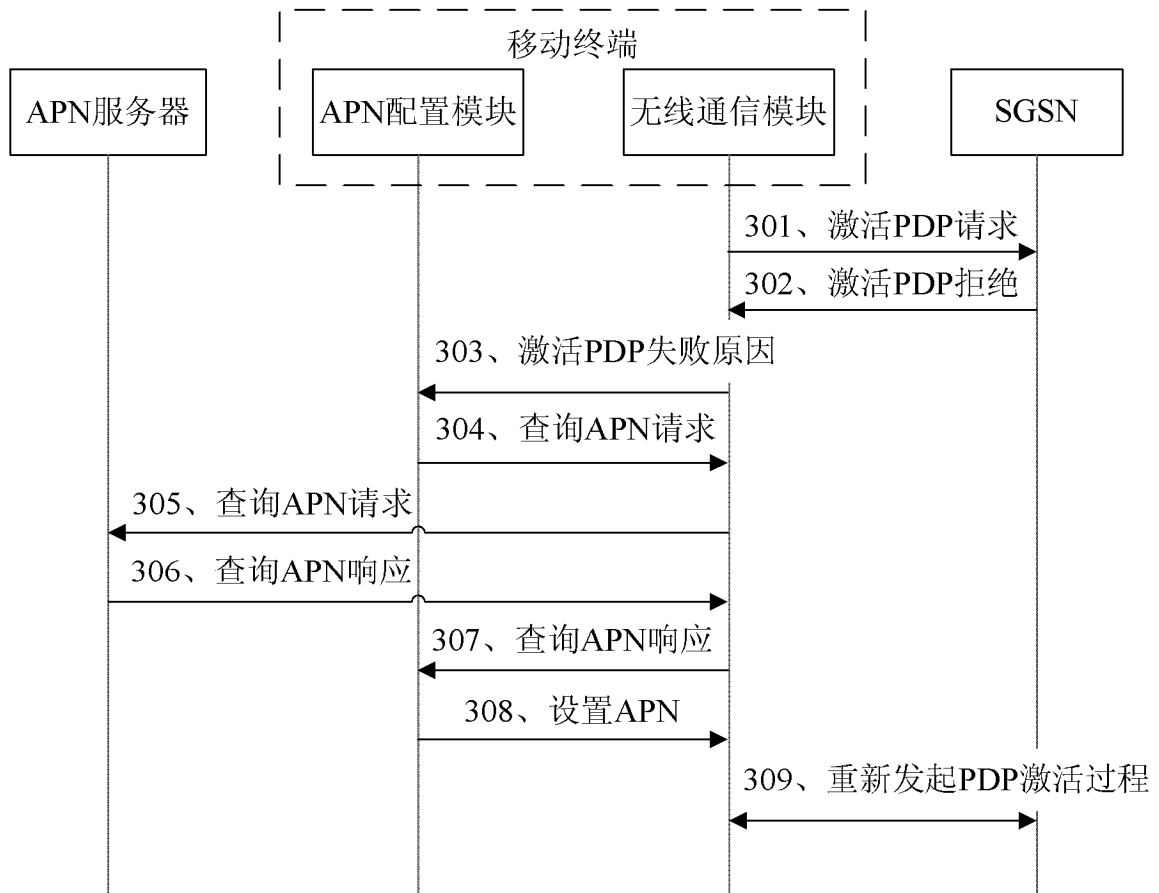 移动终端
APN服务器
APN配置模块
无线通信模块
SGSN
301、激活PDP请求
302、激活PDP拒绝
303、激活PDP失败原因
304、查询APN请求
305、查询APN请求
306、查询APN响应
307、查询APN响应
308、设置APN
309、重新发起PDP激活过程